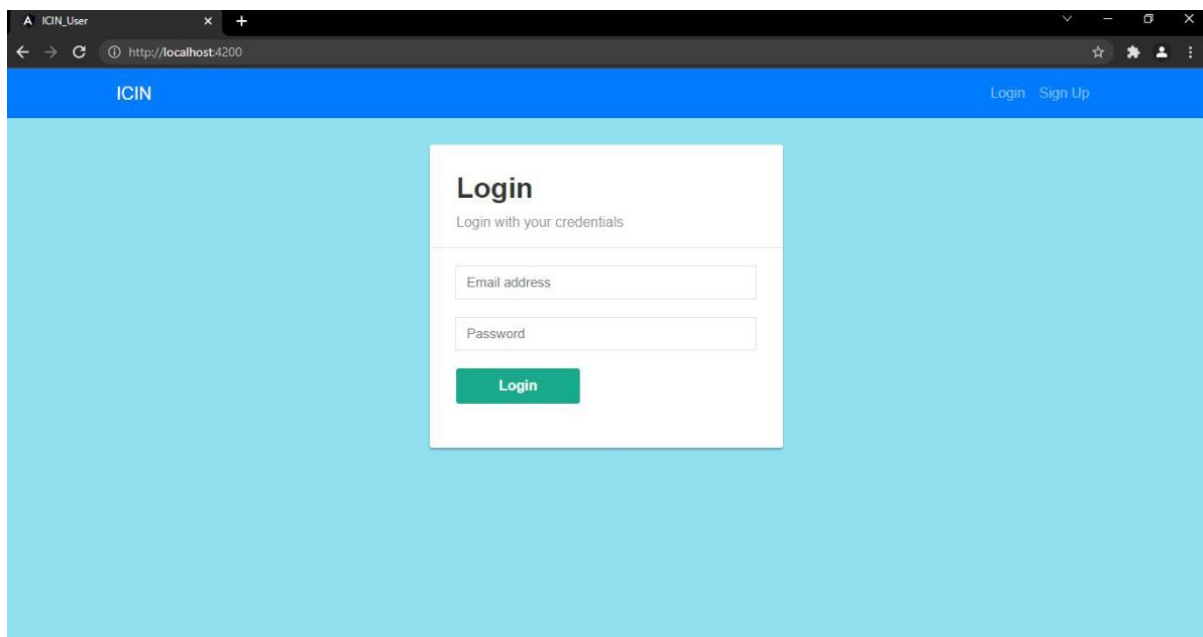 ICIN_User
http://localhost:4200
ICIN Login Sign Up
Login
Login with your credentials
Email address
Password
Login